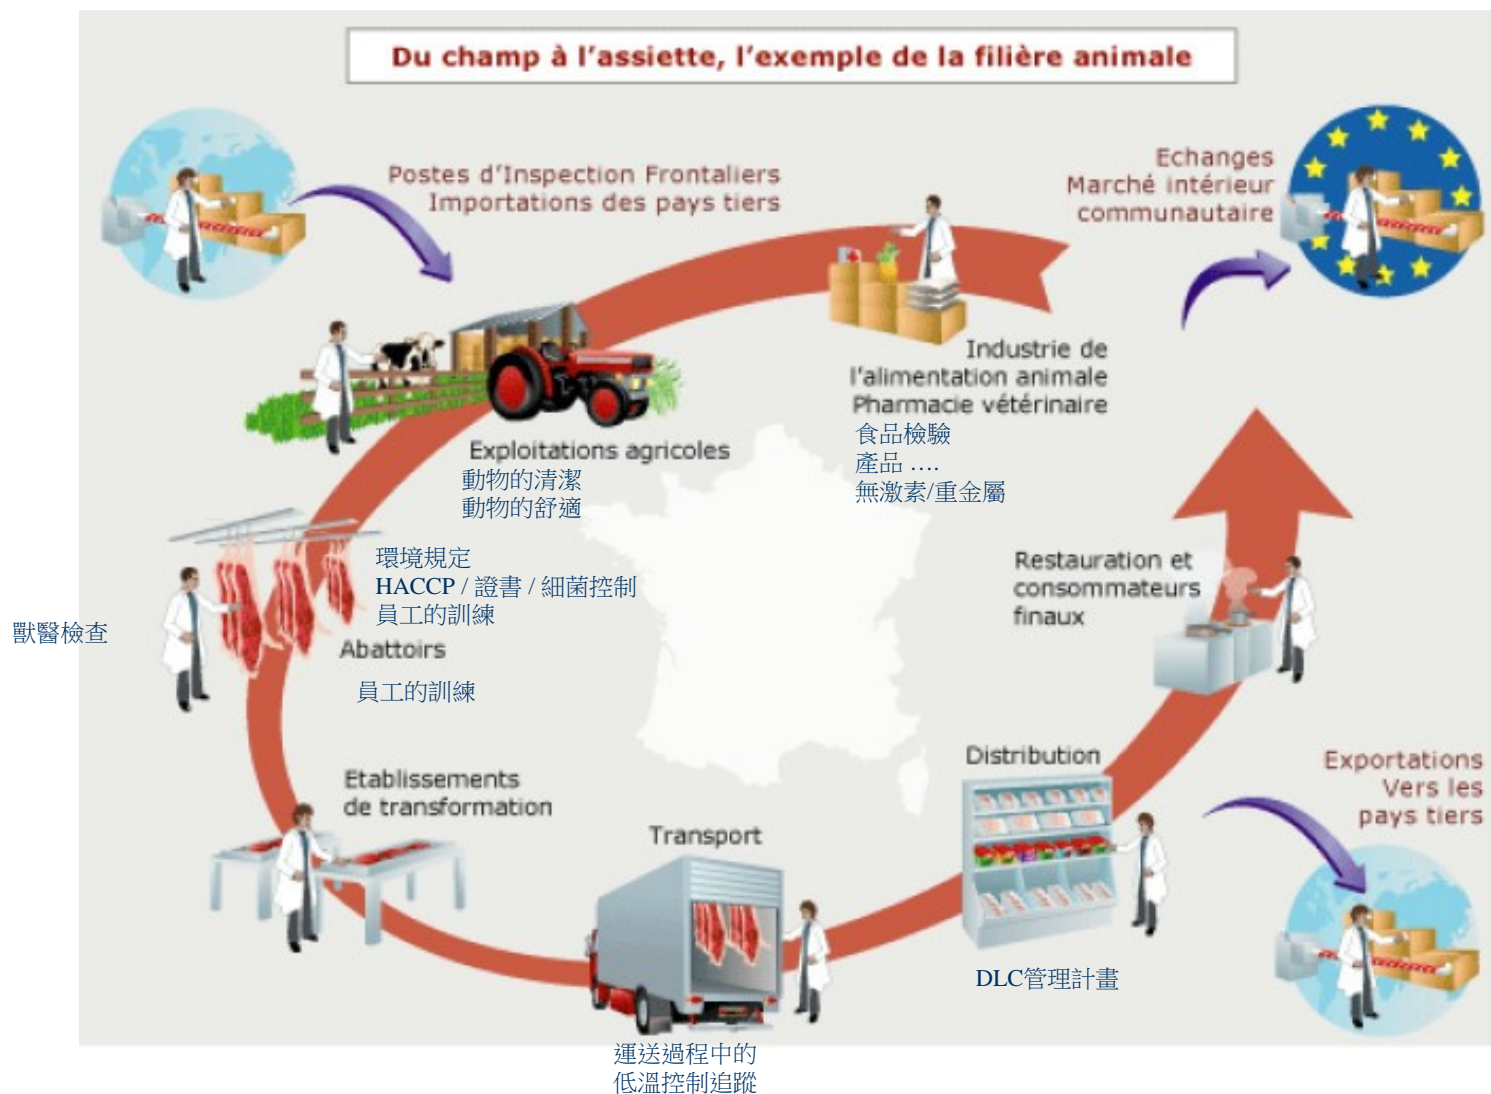 Du champ à l'assiette, l'exemple de la filière animale
Postes d'Inspection Frontaliers
Importations des pays tiers
Echanges
Marché intérieur
communautaire
Industrie de
l'alimentation animale
Pharmacie vétérinaire
食品檢驗
產品 ....
無激素/重金屬
Exploitations agricoles
動物的清潔
動物的舒適
環境規定
HACCP / 證書 / 細菌控制
員工的訓練
獸醫檢查
Abattoirs
員工的訓練
Etablissements
de transformation
Transport
運送過程中的
低溫控制追蹤
Distribution
DLC管理計畫
Restauration et
consommateurs
finaux
Exportations
Vers les
pays tiers